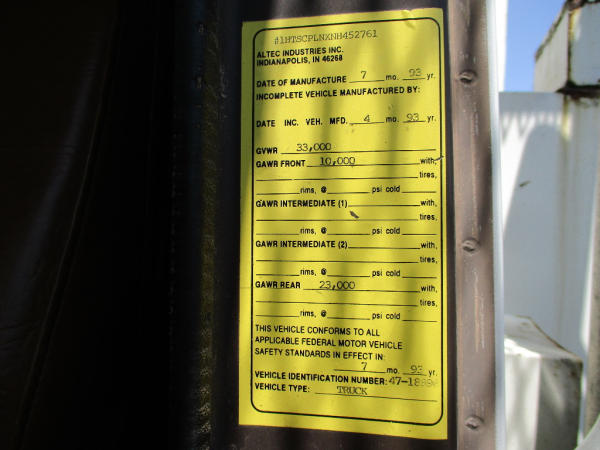 #1HTSCPLNXNH452761
ALTEC INDUSTRIES INC.
INDIANAPOLIS, IN 46268
DATE OF MANUFACTURE 7 mo. 93 yr.
INCOMPLETE VEHICLE MANUFACTURED BY:
DATE INC. VEH. MFD. 4 mo. 93 yr.
GVWR 33,000
GAWR FRONT 10,000 with,
tires,
rims, @ psi cold
GAWR INTERMEDIATE (1) with,
tires,
rims, @ psi cold
GAWR INTERMEDIATE (2) with,
tires,
rims, @ psi cold
GAWR REAR 23,000 with,
tires,
rims, @ psi cold
THIS VEHICLE CONFORMS TO ALL
APPLICABLE FEDERAL MOTOR VEHICLE
SAFETY STANDARDS IN EFFECT IN:
7 mo. 93 yr.
VEHICLE IDENTIFICATION NUMBER:
VEHICLE TYPE: TRUCK